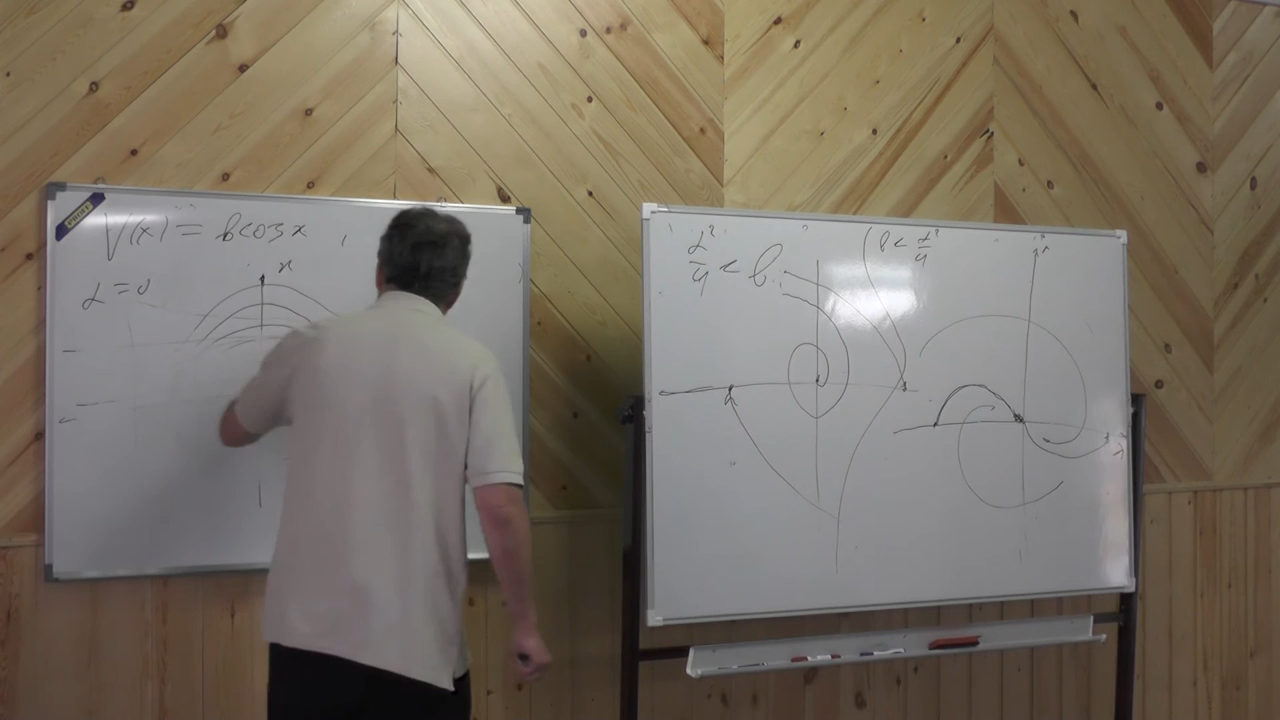 V(x) = b cos x ,
α = 0
α²/4 < b
b < α²/4